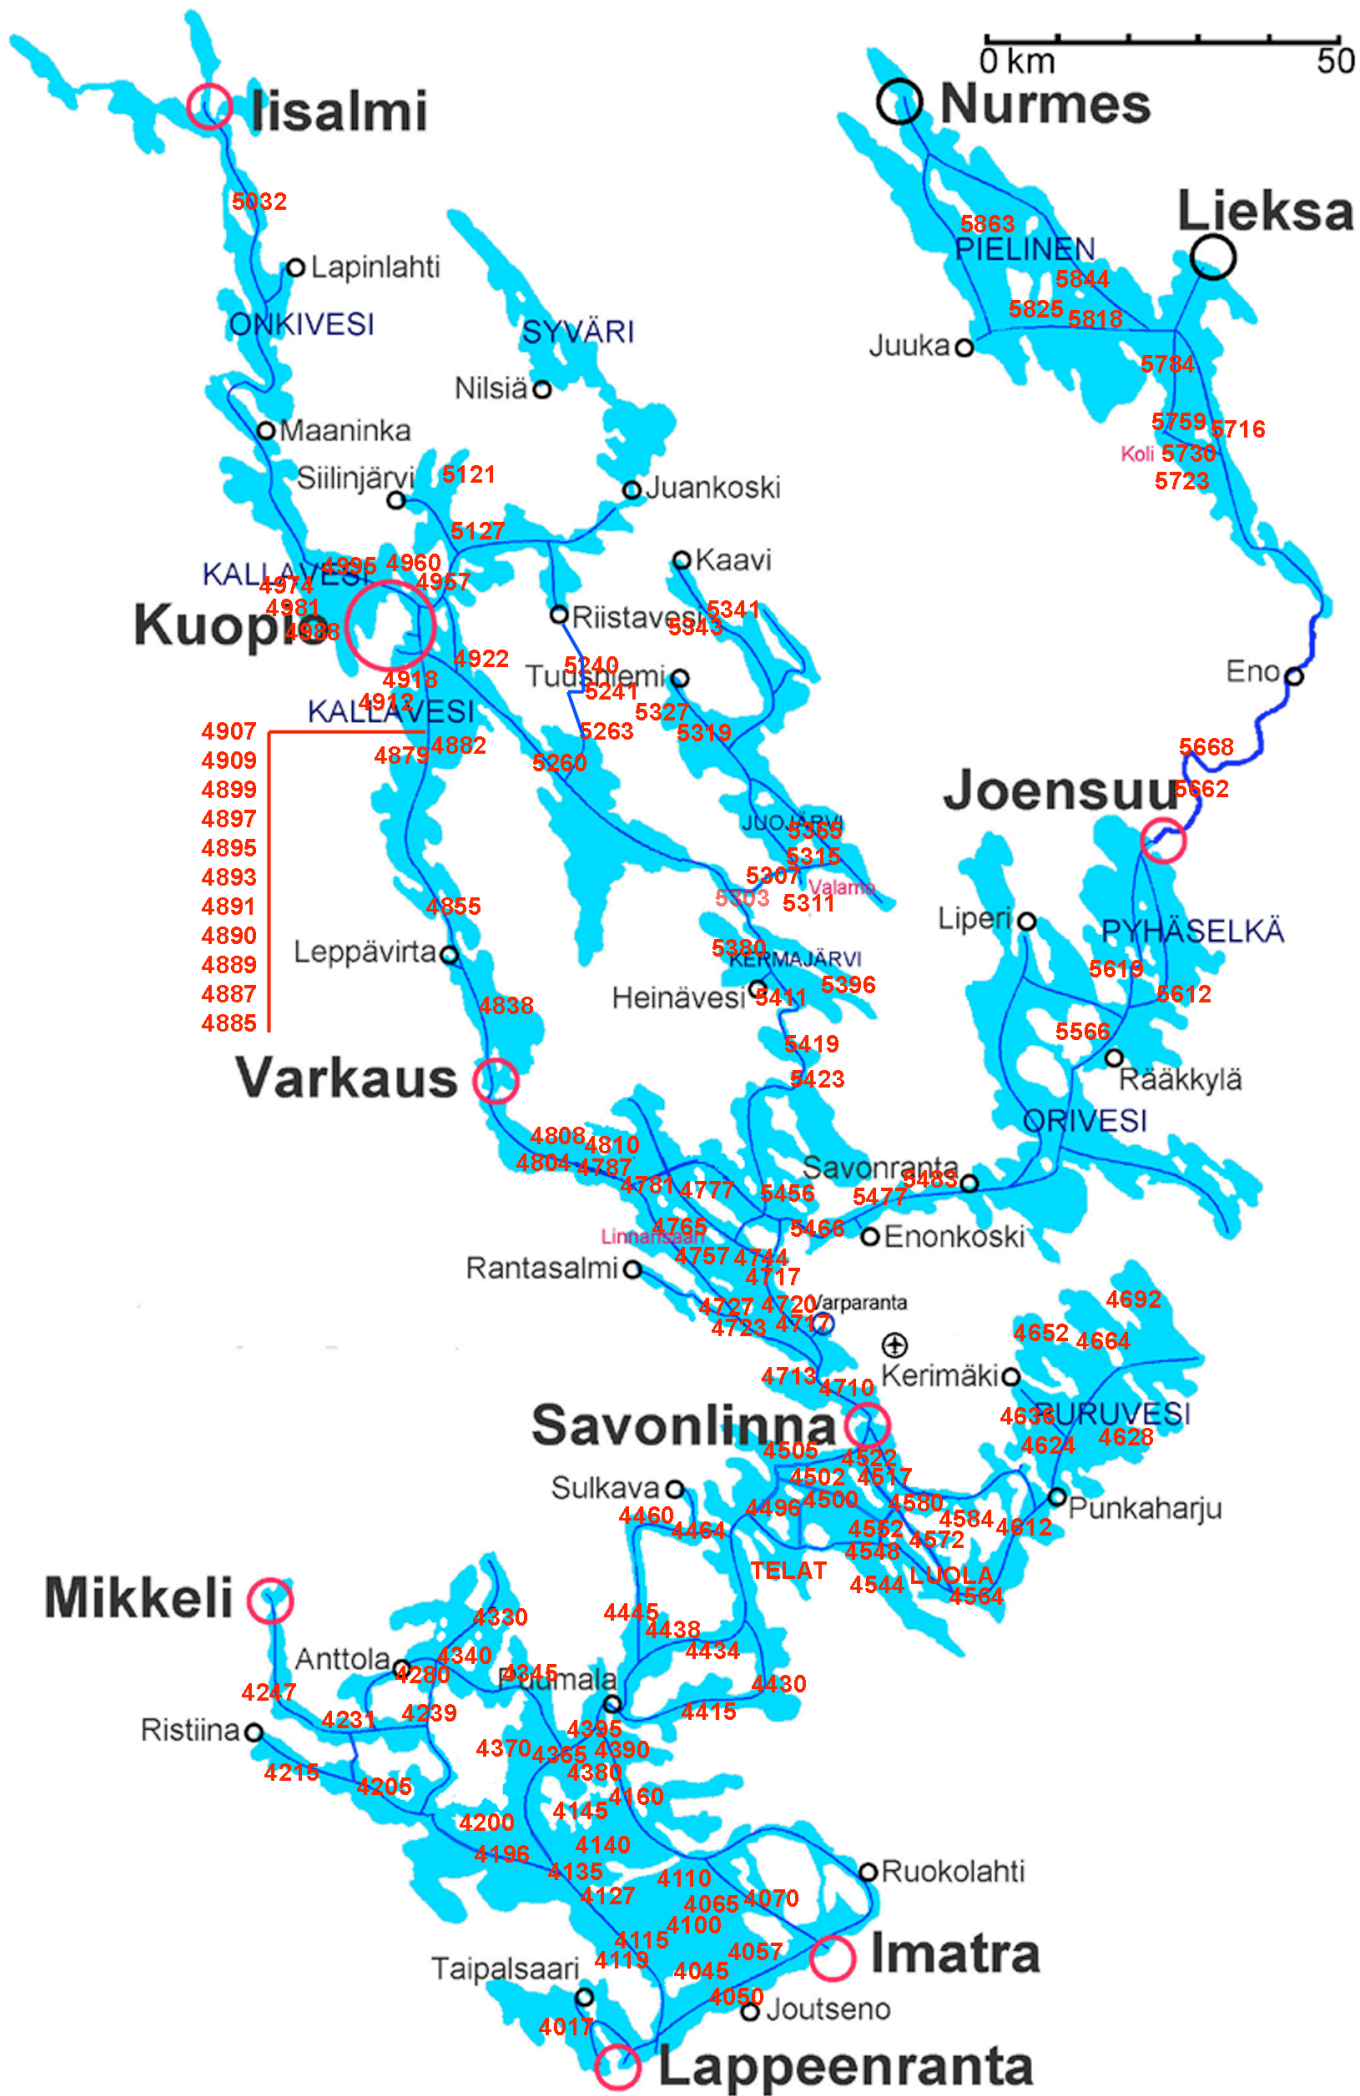 0 km 50
Iisalmi
Nurmes
5032
Lieksa
5863
PIELINEN
Lapinlahti
5844
ONKIVESI
5825
5818
SYVÄRI
Juuka
5784
Nilsiä
Maaninka
5759
5716
Koli
5730
5723
Siilinjärvi
5121
Juankoski
5127
Kaavi
4995
4960
KALLAVESI
4957
4974
4981
Kuopio
4988
Riistavesi
5341
5343
4922
5240
Tuusniemi
4918
5241
4912
KALLAVESI
5327
Eno
4907
5263
5319
4882
4879
5260
5668
4909
4899
Joensuu
5662
4897
JUOJÄRVI
5365
4895
5315
4893
5307
Valamo
4891
4855
5303
5311
4890
Liperi
PYHÄSELKÄ
Leppävirta
5380
KERMAJÄRVI
4889
5619
4887
Heinävesi
5411
5396
5612
4885
4838
5566
5419
Varkaus
5423
Rääkkylä
ORIVESI
4808
4810
4804
4787
Savonranta
5483
4781
4777
5456
5477
4765
5466
Linnansaari
Enonkoski
4757
4744
Rantasalmi
4717
4727
4720
Varparanta
4692
4723
4717
4652
4664
4713
Kerimäki
4710
Savonlinna
4636
PURUVESI
4624
4628
4505
4522
Sulkava
4502
4517
4496
4500
4580
Punkaharju
4460
4464
4552
4584
4612
4572
4548
TELAT
4544
LUOLA
4564
Mikkeli
4445
4330
4438
4434
Anttola
4340
4280
4345
Puumala
4430
4247
4415
4231
4239
Ristiina
4395
4370
4365
4390
4215
4205
4380
4160
4145
4200
4140
4196
4135
4110
Ruokolahti
4127
4065
4070
4100
4115
4057
Imatra
4119
Taipalsaari
4045
4050
Joutseno
4017
Lappeenranta